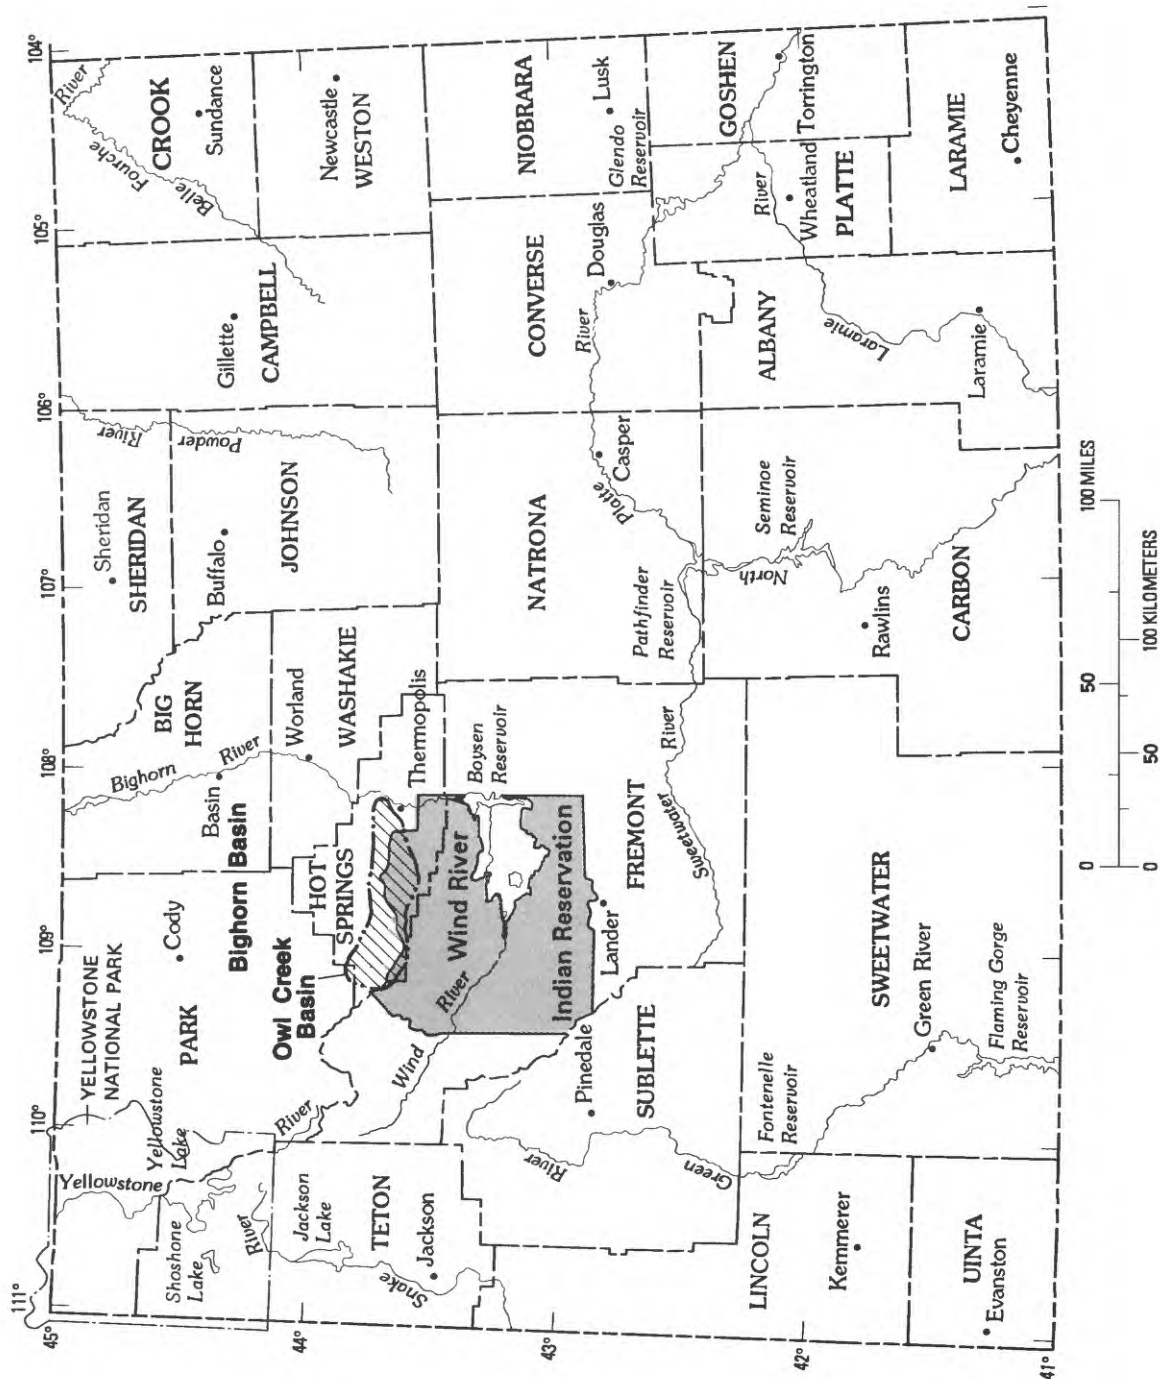 111°
110°
109°
108°
107°
106°
105°
104°
45°
44°
43°
42°
41°
YELLOWSTONE
NATIONAL PARK
Yellowstone
Lake
Yellowstone
River
Shoshone
Lake
River
Snake
Jackson
Lake
TETON
Jackson
PARK
Cody
Bighorn Basin
Owl Creek
Basin
BIG
HORN
Bighorn
River
Basin
Worland
WASHAKIE
HOT
SPRINGS
Thermopolis
SHERIDAN
Sheridan
JOHNSON
Buffalo
River
Powder
CAMPBELL
Gillette
CROOK
Sundance
Belle
Fourche
River
WESTON
Newcastle
Wind
River
Wind River
Indian Reservation
Boysen
Reservoir
FREMONT
Lander
Sweetwater
River
SUBLETTE
Pinedale
Green
River
NATRONA
Casper
Pathfinder
Reservoir
North
Platte
River
CONVERSE
Douglas
NIOBRARA
Lusk
Glendo
Reservoir
GOSHEN
Torrington
PLATTE
Wheatland
Laramie
River
ALBANY
Laramie
LARAMIE
Cheyenne
CARBON
Rawlins
Seminoe
Reservoir
SWEETWATER
Green River
Flaming Gorge
Reservoir
Fontenelle
Reservoir
LINCOLN
Kemmerer
UINTA
Evanston
0
50
100 MILES
0
50
100 KILOMETERS